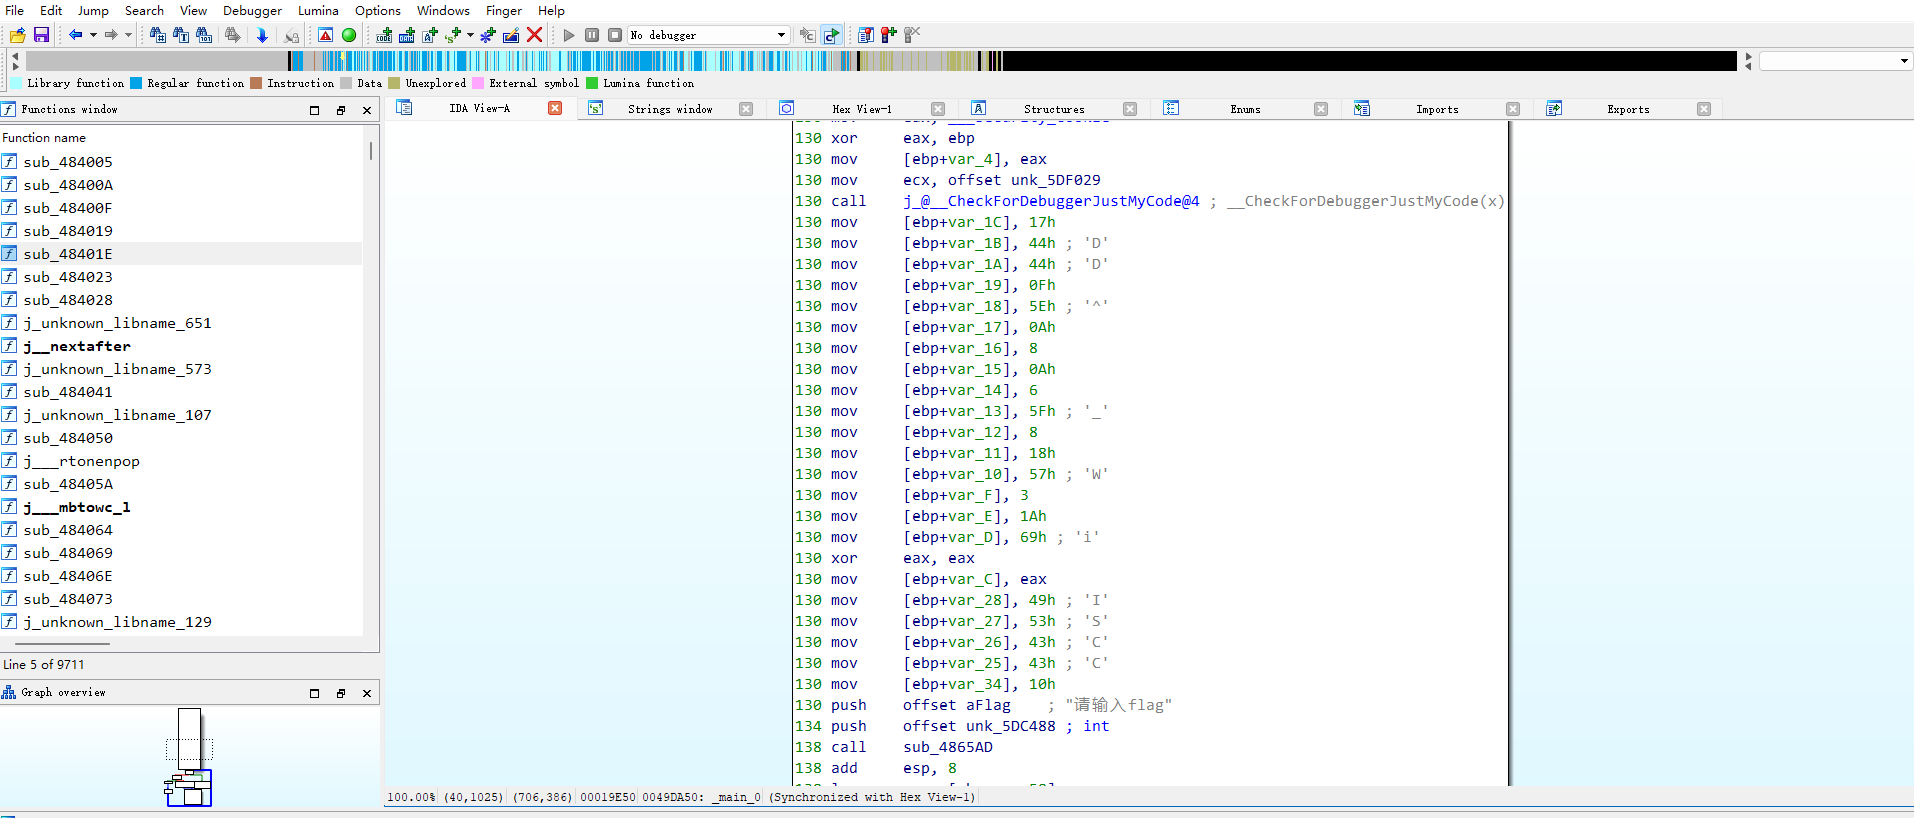 File Edit Jump Search View Debugger Lumina Options Windows Finger Help
No debugger
Library function Regular function Instruction Data Unexplored External symbol Lumina function
Functions window
IDA View-A Strings window Hex View-1 Structures Enums Imports Exports
Function name
sub_484005
sub_48400A
sub_48400F
sub_484019
sub_48401E
sub_484023
sub_484028
j_unknown_libname_651
j__nextafter
j_unknown_libname_573
sub_484041
j_unknown_libname_107
sub_484050
j___rtonenpop
sub_48405A
j___mbtowc_l
sub_484064
sub_484069
sub_48406E
sub_484073
j_unknown_libname_129
Line 5 of 9711
Graph overview
130 xor eax, ebp
130 mov [ebp+var_4], eax
130 mov ecx, offset unk_5DF029
130 call j_@__CheckForDebuggerJustMyCode@4 ; __CheckForDebuggerJustMyCode(x)
130 mov [ebp+var_1C], 17h
130 mov [ebp+var_1B], 44h ; 'D'
130 mov [ebp+var_1A], 44h ; 'D'
130 mov [ebp+var_19], 0Fh
130 mov [ebp+var_18], 5Eh ; '^'
130 mov [ebp+var_17], 0Ah
130 mov [ebp+var_16], 8
130 mov [ebp+var_15], 0Ah
130 mov [ebp+var_14], 6
130 mov [ebp+var_13], 5Fh ; '_'
130 mov [ebp+var_12], 8
130 mov [ebp+var_11], 18h
130 mov [ebp+var_10], 57h ; 'W'
130 mov [ebp+var_F], 3
130 mov [ebp+var_E], 1Ah
130 mov [ebp+var_D], 69h ; 'i'
130 xor eax, eax
130 mov [ebp+var_C], eax
130 mov [ebp+var_28], 49h ; 'I'
130 mov [ebp+var_27], 53h ; 'S'
130 mov [ebp+var_26], 43h ; 'C'
130 mov [ebp+var_25], 43h ; 'C'
130 mov [ebp+var_34], 10h
130 push offset aFlag ; "请输入flag"
134 push offset unk_5DC488 ; int
138 call sub_4865AD
138 add esp, 8
100.00% (40,1025) (706,386) 00019E50 0049DA50: _main_0 (Synchronized with Hex View-1)